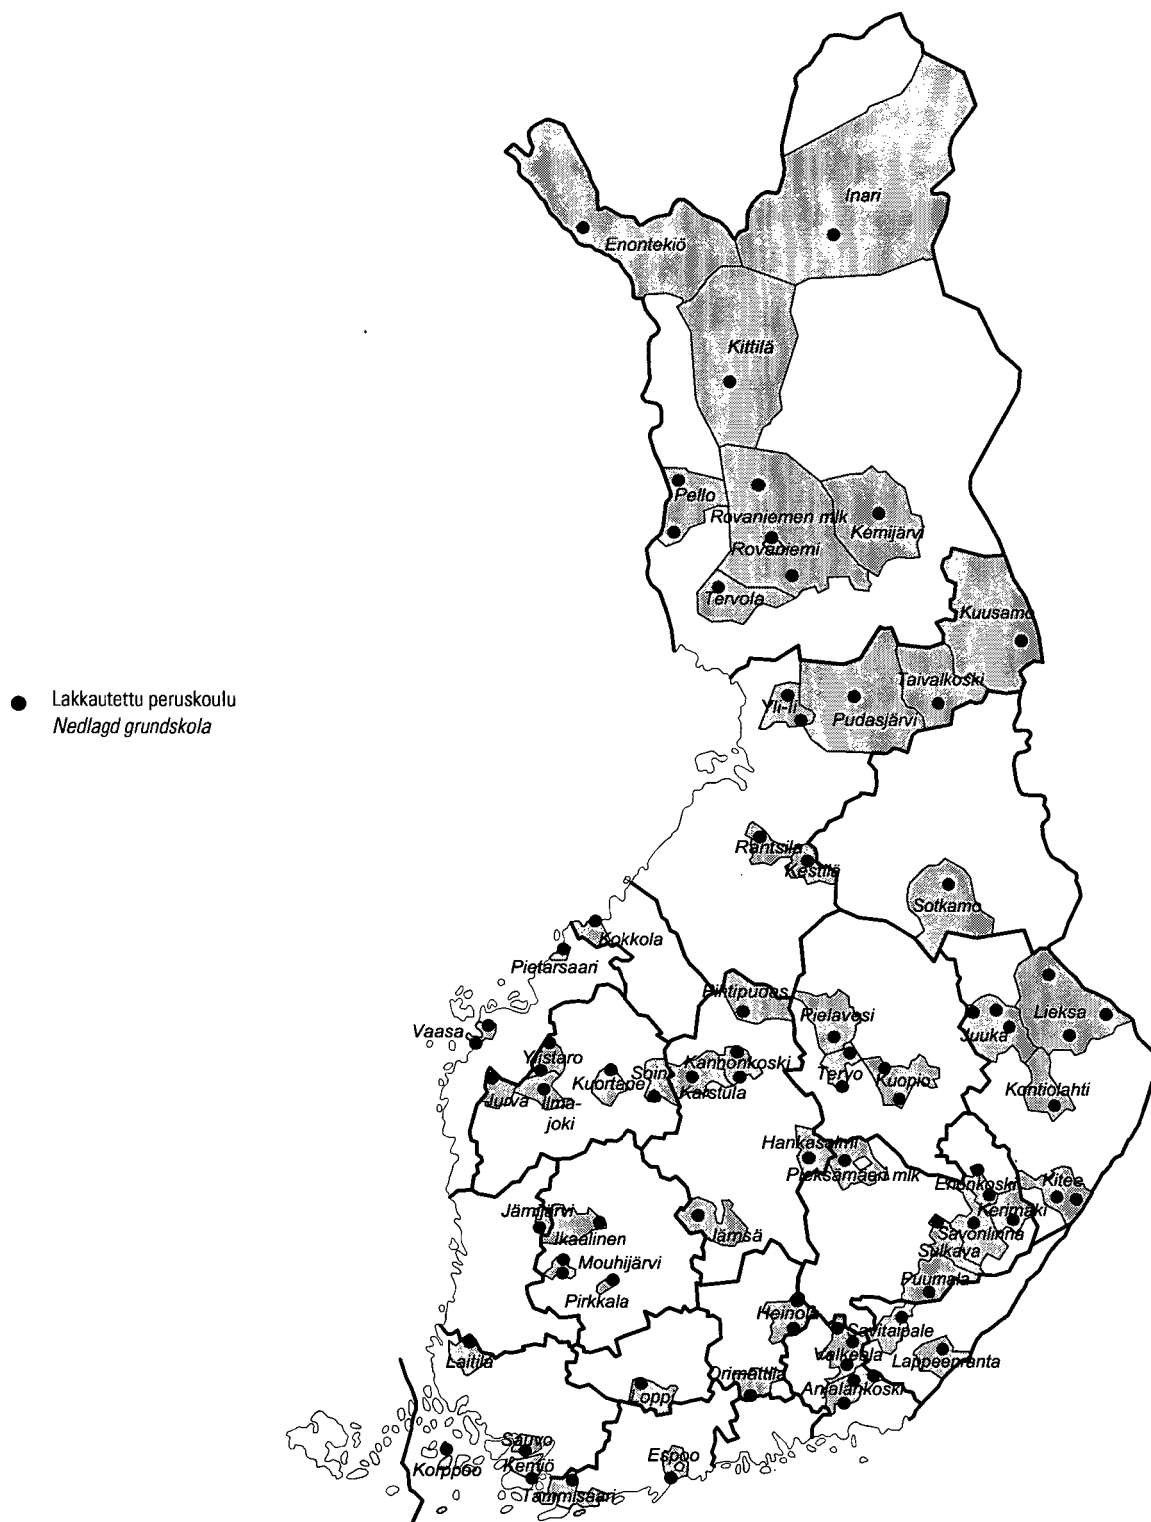 Inari
Enontekiö
Kittilä
Pello
Rovaniemen mlk
Kemijärvi
Rovaniemi
Tervola
Kuusamo
Taivalkoski
Lakkautettu peruskoulu
Nedlagd grundskola
Yli-Ii
Pudasjärvi
Rantsila
Kestilä
Sotkamo
Kokkola
Pietarsaari
Pihtipudas
Pielavesi
Lieksa
Vaasa
Juuka
Ylistaro
Kannonkoski
Soini
Kuortane
Tervo
Kuopio
Karstula
Kontiolahti
Jurva
Ilma-
joki
Hankasalmi
Pieksämäen mlk
Enonkoski
Kitee
Jämijärvi
Kerimäki
Ikaalinen
Jämsä
Savonlinna
Sulkava
Mouhijärvi
Puumala
Pirkkala
Heinola
Savitaipale
Valkeala
Laitila
Lappeenranta
Orimattila
Anjalankoski
Loppi
Sauvo
Espoo
Korppoo
Kemiö
Tammisaari